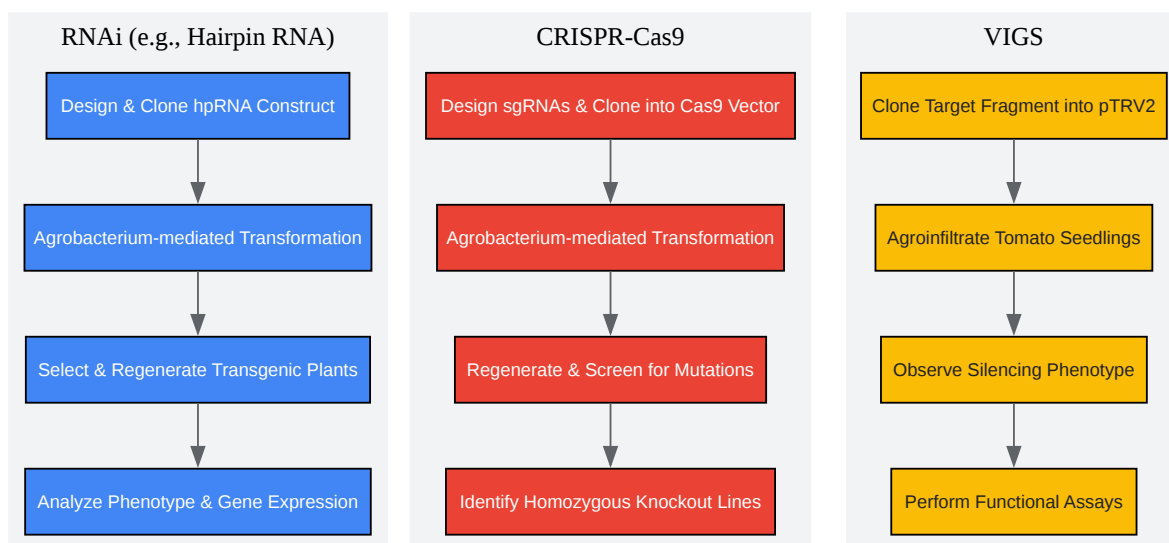 RNAi (e.g., Hairpin RNA)
Design & Clone hpRNA Construct
Agrobacterium-mediated Transformation
Select & Regenerate Transgenic Plants
Analyze Phenotype & Gene Expression
CRISPR-Cas9
Design sgRNAs & Clone into Cas9 Vector
Agrobacterium-mediated Transformation
Regenerate & Screen for Mutations
Identify Homozygous Knockout Lines
VIGS
Clone Target Fragment into pTRV2
Agroinfiltrate Tomato Seedlings
Observe Silencing Phenotype
Perform Functional Assays